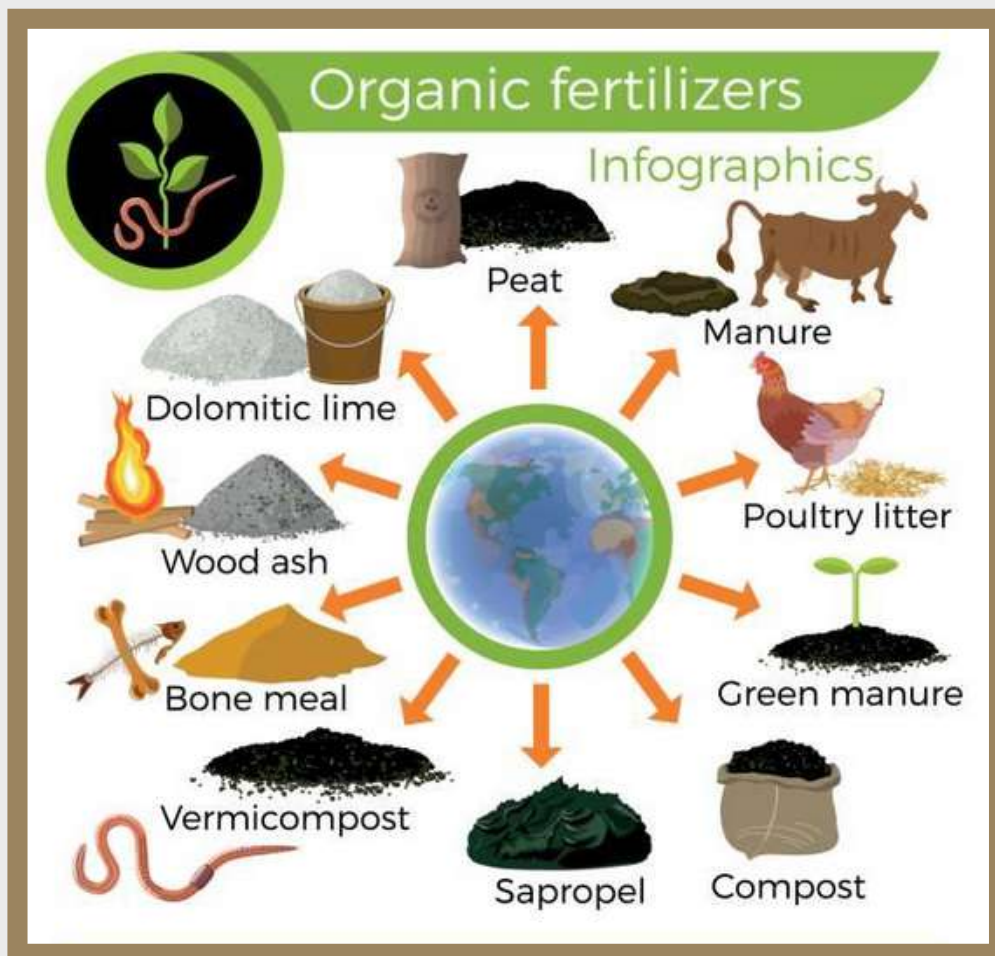 Organic fertilizers
Infographics
Peat
Manure
Dolomitic lime
Poultry litter
Wood ash
Green manure
Bone meal
Vermicompost
Sapropel
Compost